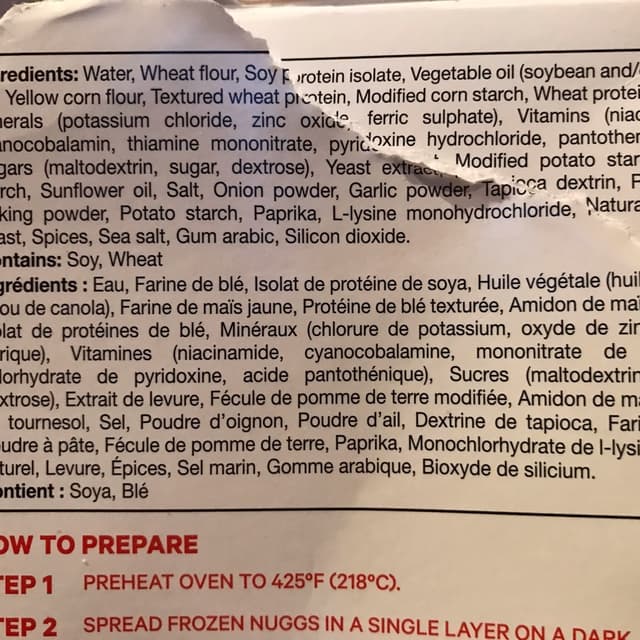 redients: Water, Wheat flour, Soy protein isolate, Vegetable oil (soybean and/
Yellow corn flour, Textured wheat protein, Modified corn starch, Wheat protei
nerals (potassium chloride, zinc oxide, ferric sulphate), Vitamins (niac
anocobalamin, thiamine mononitrate, pyridoxine hydrochloride, pantother
gars (maltodextrin, sugar, dextrose), Yeast extract, Modified potato star
rch, Sunflower oil, Salt, Onion powder, Garlic powder, Tapioca dextrin, F
king powder, Potato starch, Paprika, L-lysine monohydrochloride, Natura
ast, Spices, Sea salt, Gum arabic, Silicon dioxide.
ontains: Soy, Wheat
grédients : Eau, Farine de blé, Isolat de protéine de soya, Huile végétale (huil
ou de canola), Farine de maïs jaune, Protéine de blé texturée, Amidon de maï
olat de protéines de blé, Minéraux (chlorure de potassium, oxyde de zin
rique), Vitamines (niacinamide, cyanocobalamine, mononitrate de
lorhydrate de pyridoxine, acide pantothénique), Sucres (maltodextrin
xtrose), Extrait de levure, Fécule de pomme de terre modifiée, Amidon de ma
tournesol, Sel, Poudre d'oignon, Poudre d'ail, Dextrine de tapioca, Fari
oudre à pâte, Fécule de pomme de terre, Paprika, Monochlorhydrate de l-lysi
turel, Levure, Épices, Sel marin, Gomme arabique, Bioxyde de silicium.
ontient : Soya, Blé
OW TO PREPARE
TEP 1 PREHEAT OVEN TO 425°F (218°C).
TEP 2 SPREAD FROZEN NUGGS IN A SINGLE LAYER ON A DARK